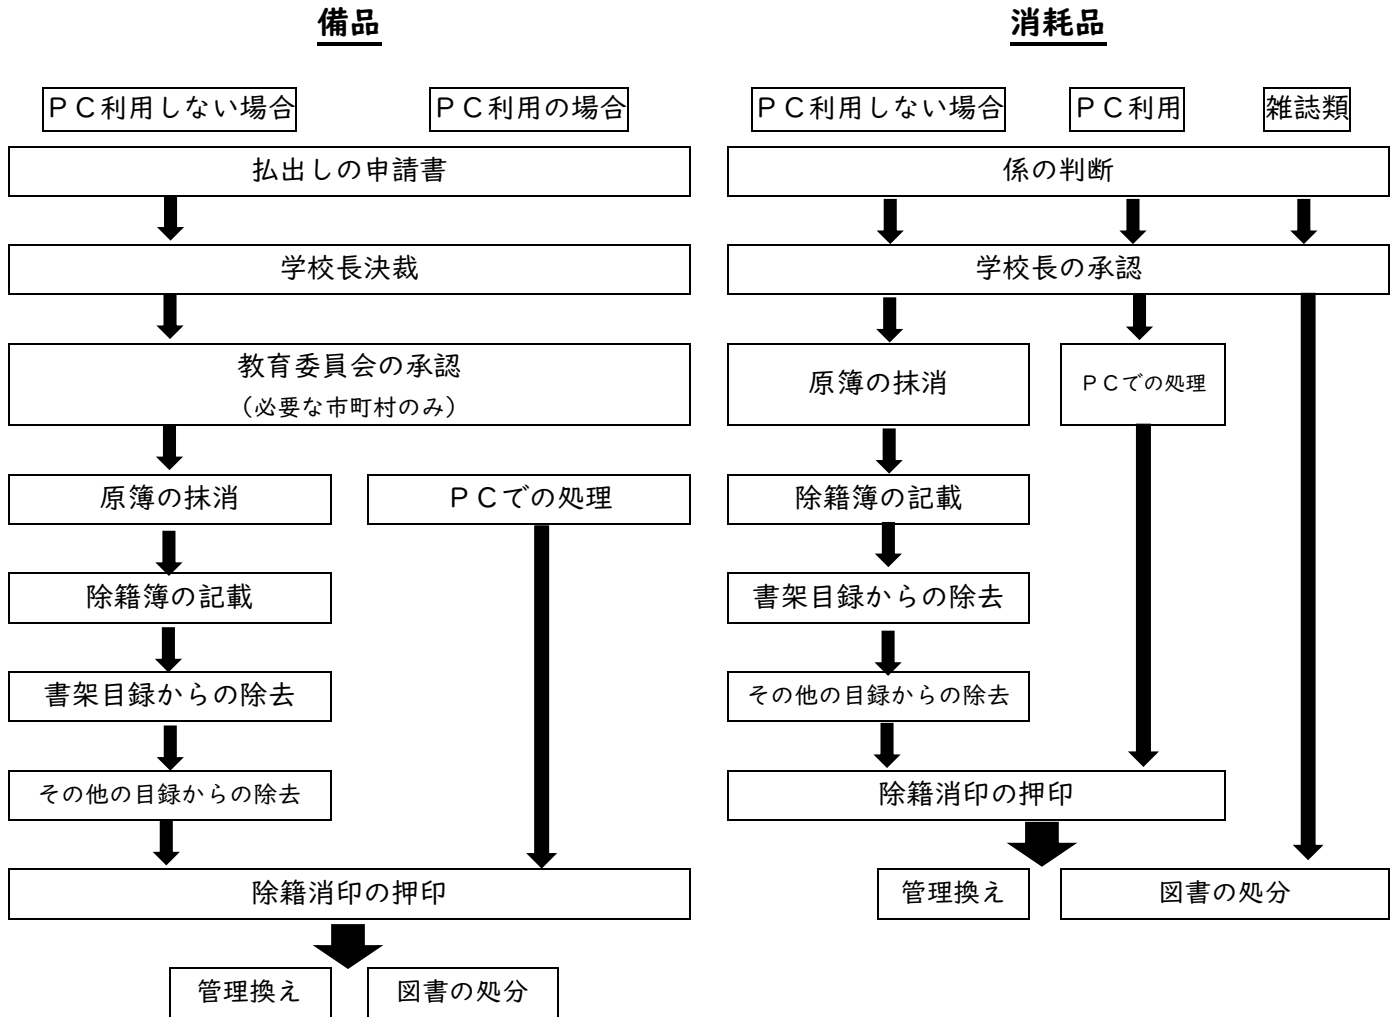 備品
ＰＣ利用しない場合
ＰＣ利用の場合
払出しの申請書
学校長決裁
教育委員会の承認
（必要な市町村のみ）
原簿の抹消
ＰＣでの処理
除籍簿の記載
書架目録からの除去
その他の目録からの除去
除籍消印の押印
管理換え
図書の処分
消耗品
ＰＣ利用しない場合
ＰＣ利用
雑誌類
係の判断
学校長の承認
原簿の抹消
ＰＣでの処理
除籍簿の記載
書架目録からの除去
その他の目録からの除去
除籍消印の押印
管理換え
図書の処分